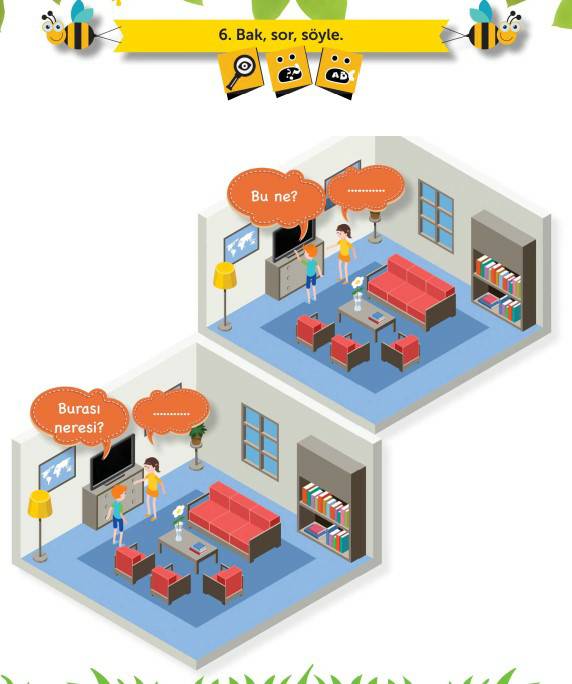 6. Bak, sor, söyle.
Bu ne?
............
Burası
neresi?
............